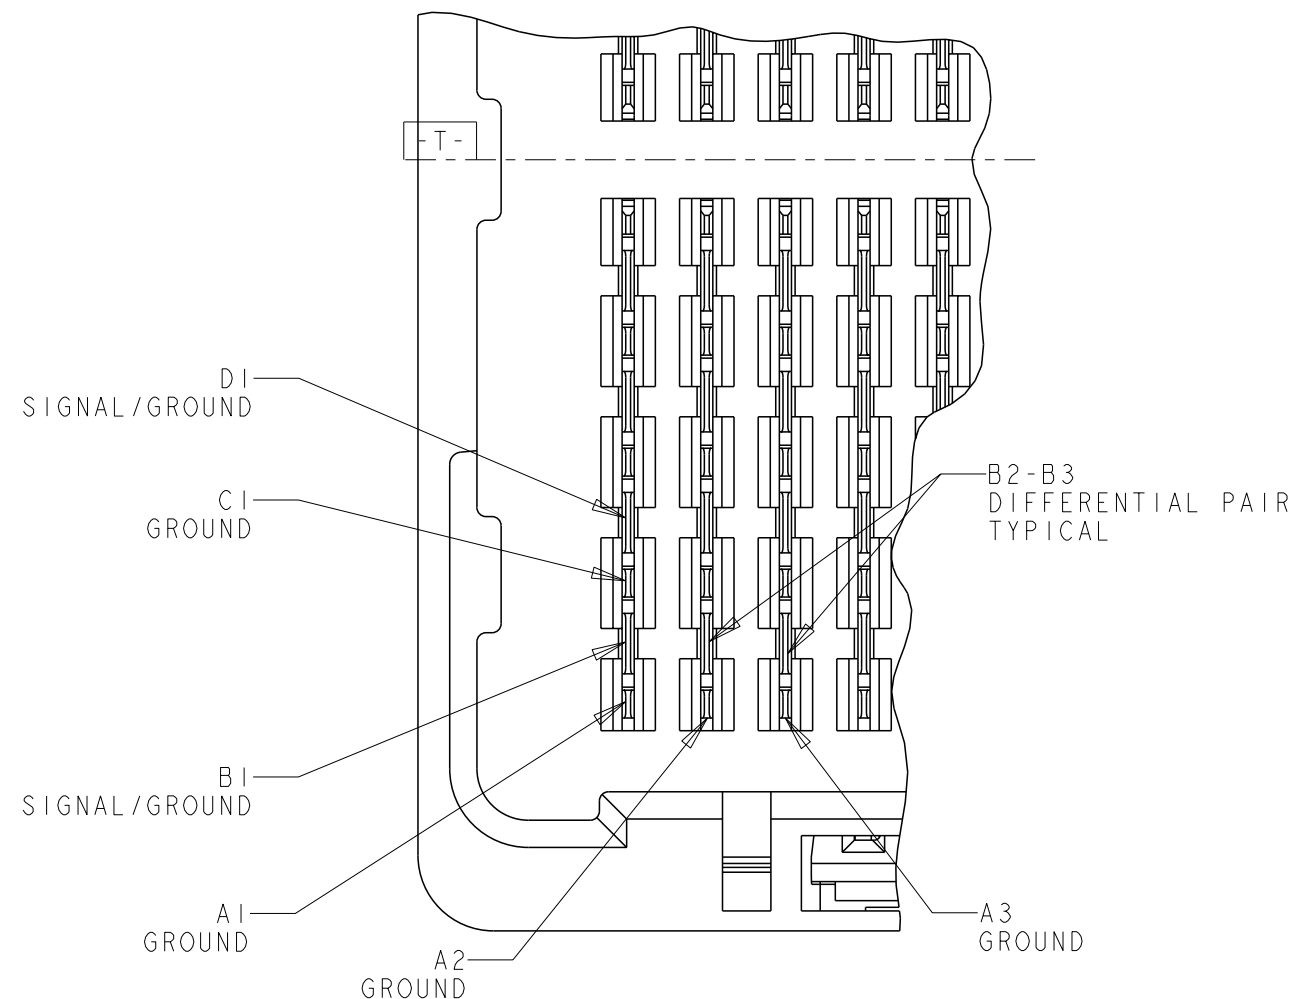 -T-
D1
SIGNAL/GROUND
C1
GROUND
B2-B3
DIFFERENTIAL PAIR
TYPICAL
B1
SIGNAL/GROUND
A1
GROUND
A2
GROUND
A3
GROUND